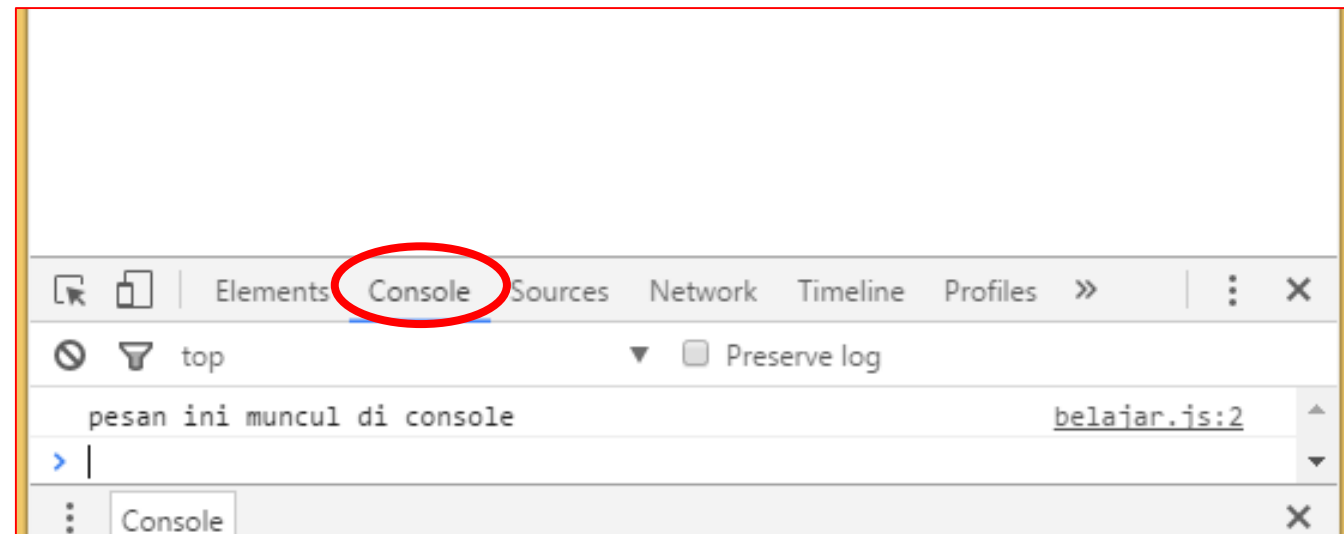 Elements Console Sources Network Timeline Profiles »
top ▼ Preserve log
pesan ini muncul di console belajar.js:2
>
Console